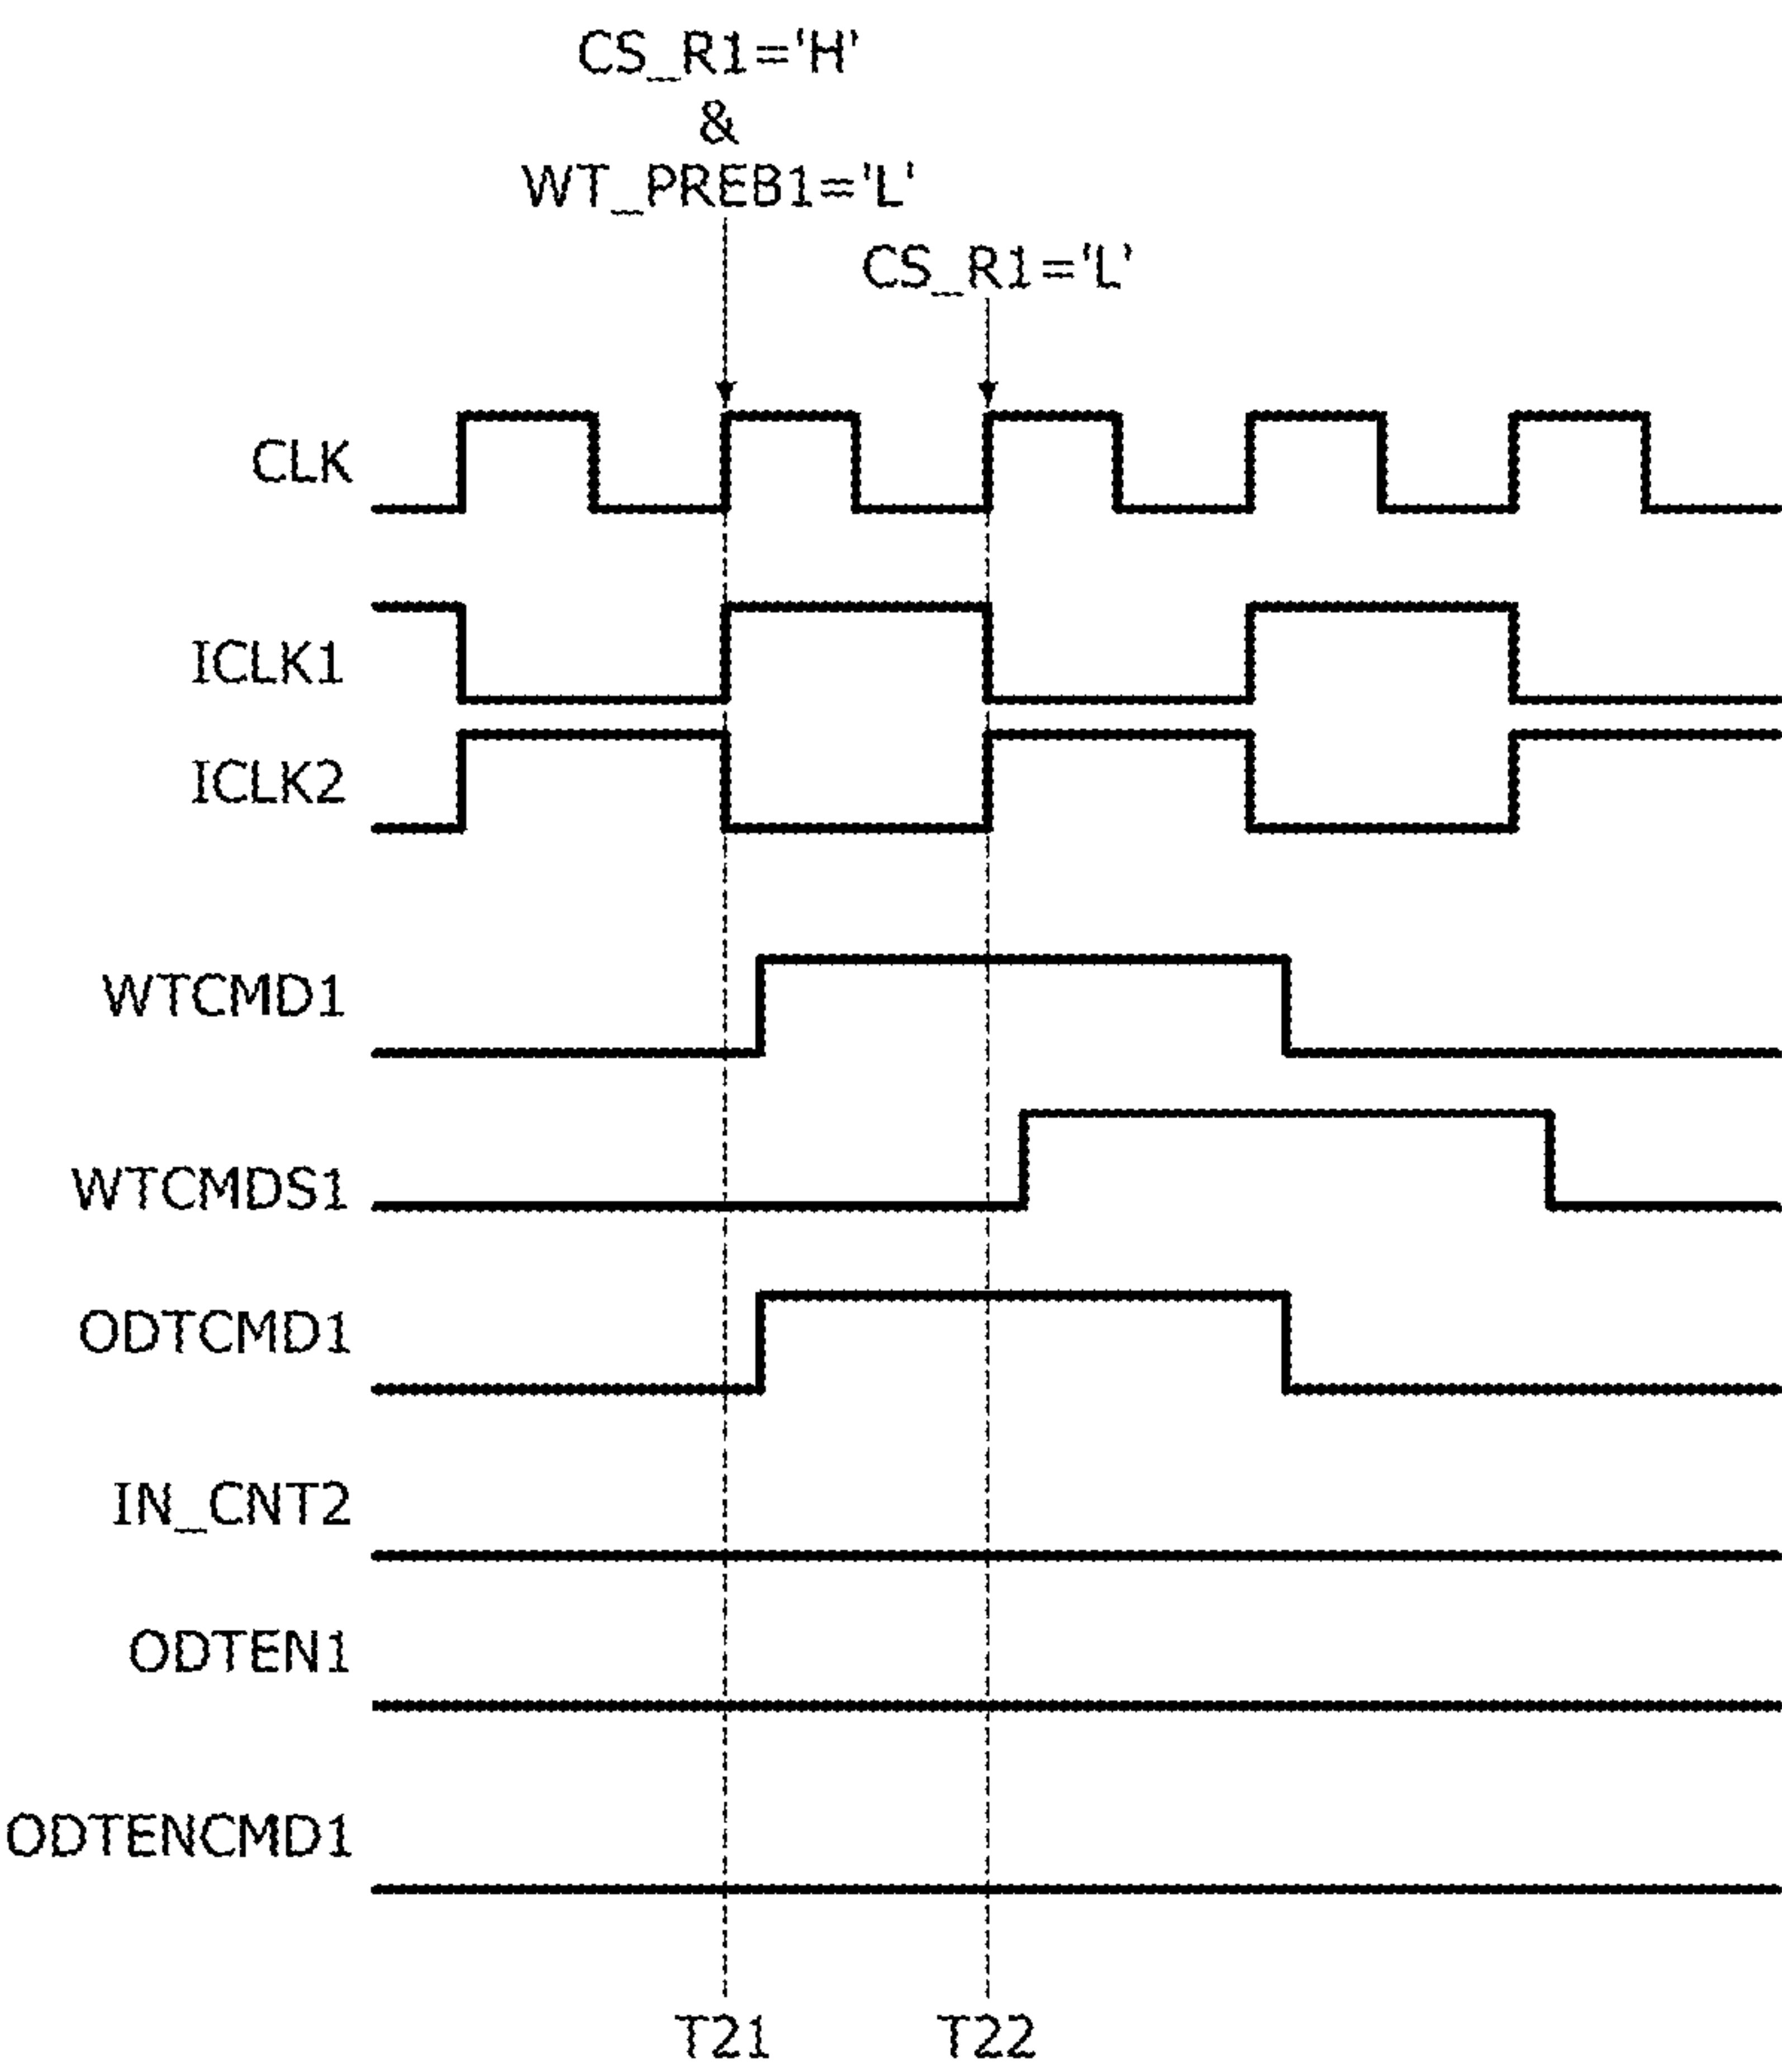 CS_R1='H'
&
WT_PREB1='L'
CS_R1='L'
CLK
ICLK1
ICLK2
WTCMD1
WTCMDS1
ODTCMD1
IN_CNT2
ODTEN1
ODTENCMD1
T21 T22